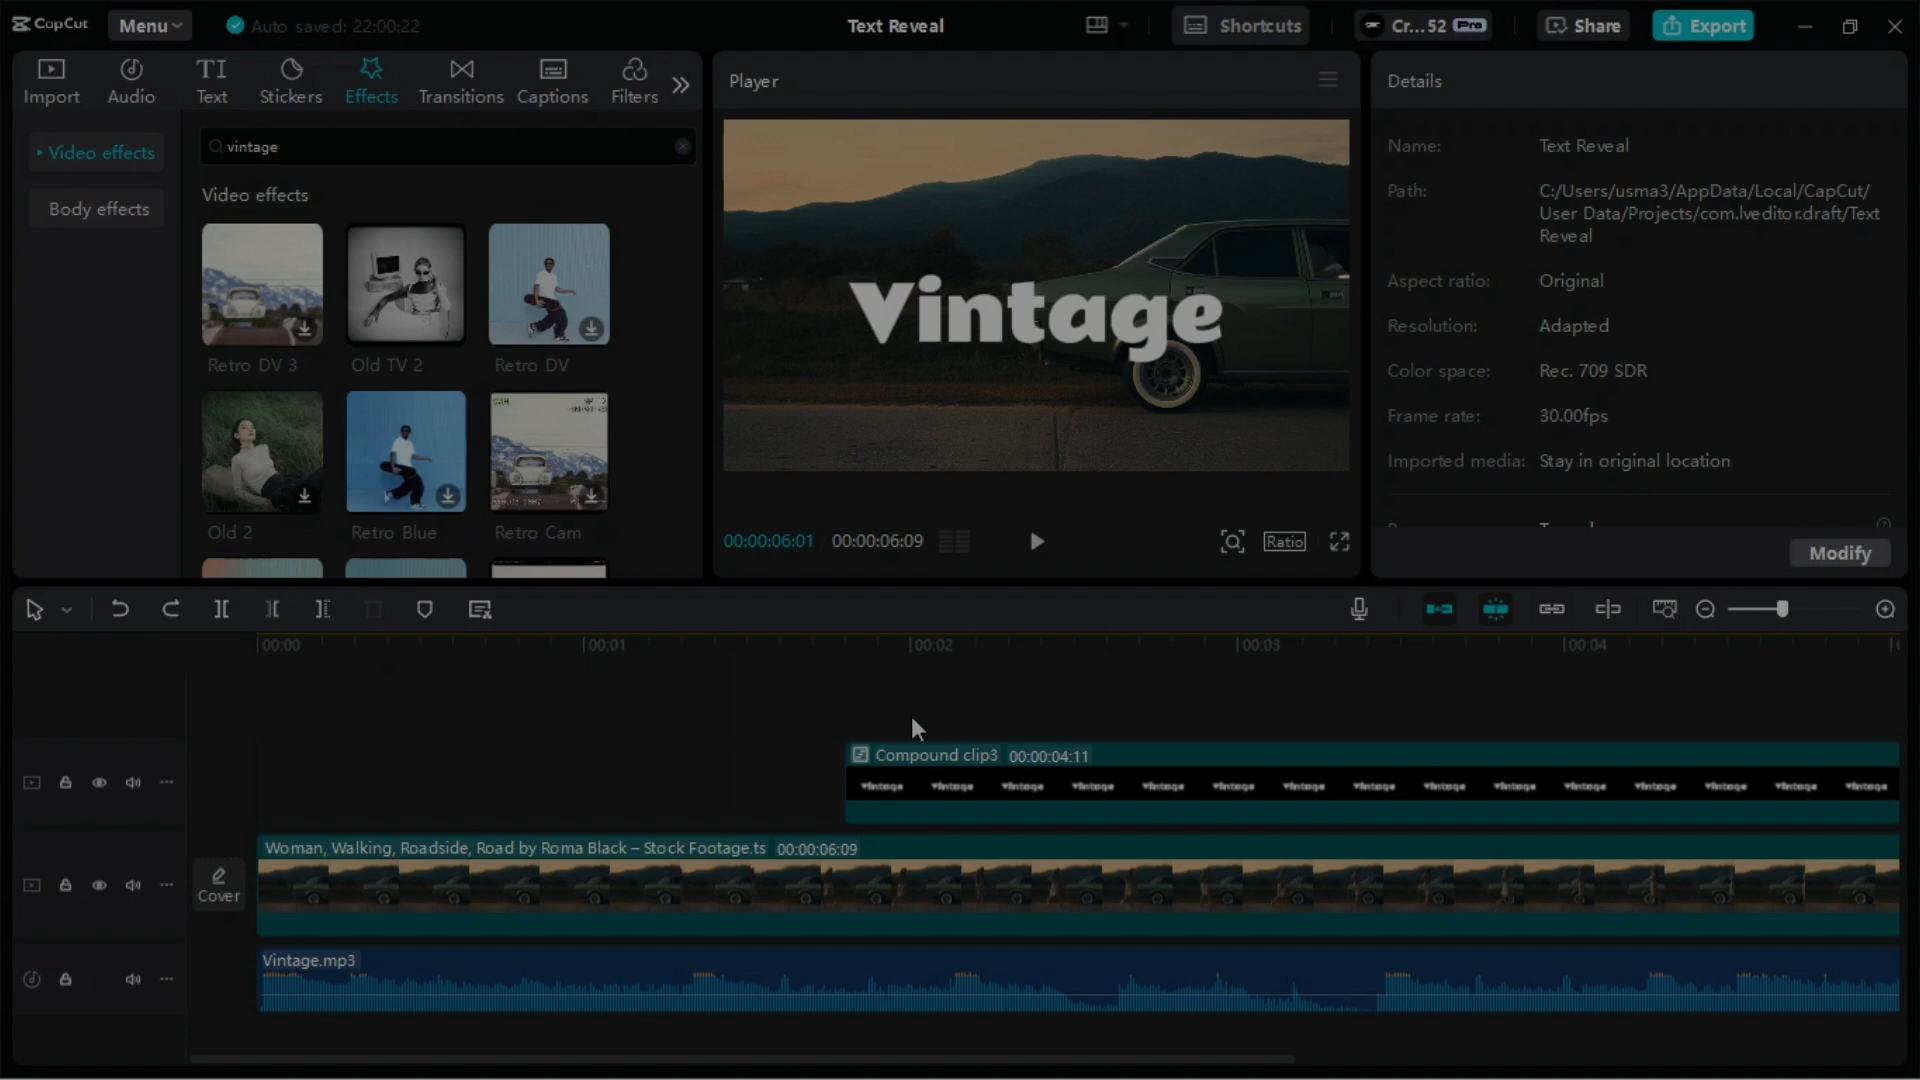 CapCut
Menu
Auto saved: 22:00:22
Text Reveal
Shortcuts
Cr...52 Pro
Share
Export
Import
Audio
TI
Text
Stickers
Effects
Transitions
Captions
Filters
Player
Details
Video effects
vintage
Body effects
Video effects
Retro DV 3
Old TV 2
Retro DV
Old 2
Retro Blue
Retro Cam
Vintage
00:00:06:01
00:00:06:09
Ratio
Name: Text Reveal
Path: C:/Users/usma3/AppData/Local/CapCut/
User Data/Projects/com.lveditor.draft/Text
Reveal
Aspect ratio: Original
Resolution: Adapted
Color space: Rec. 709 SDR
Frame rate: 30.00fps
Imported media: Stay in original location
Modify
00:00
00:01
00:02
00:03
00:04
Compound clip3 00:00:04:11
Vintage Vintage Vintage Vintage Vintage Vintage Vintage Vintage Vintage Vintage Vintage Vintage Vintage Vintage Vintage
Woman, Walking, Roadside, Road by Roma Black – Stock Footage.ts 00:00:06:09
Cover
Vintage.mp3